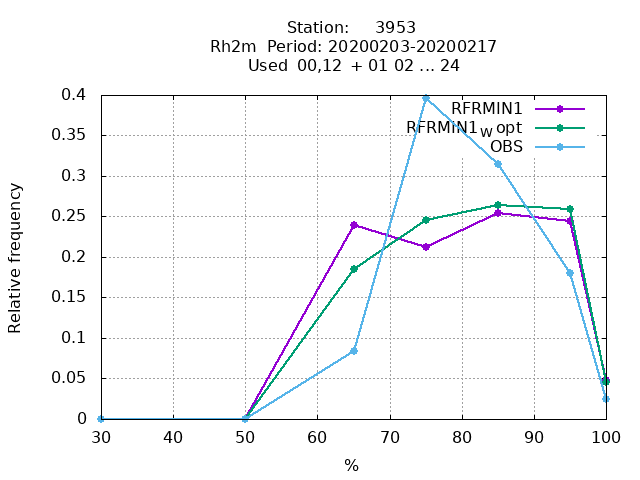 Station: 3953
Rh2m Period: 20200203-20200217
Used 00,12 + 01 02 ... 24
RFRMIN1
RFRMIN1_w opt
OBS
0.4
0.35
0.3
0.25
0.2
0.15
0.1
0.05
0
Relative frequency
30 40 50 60 70 80 90 100
%